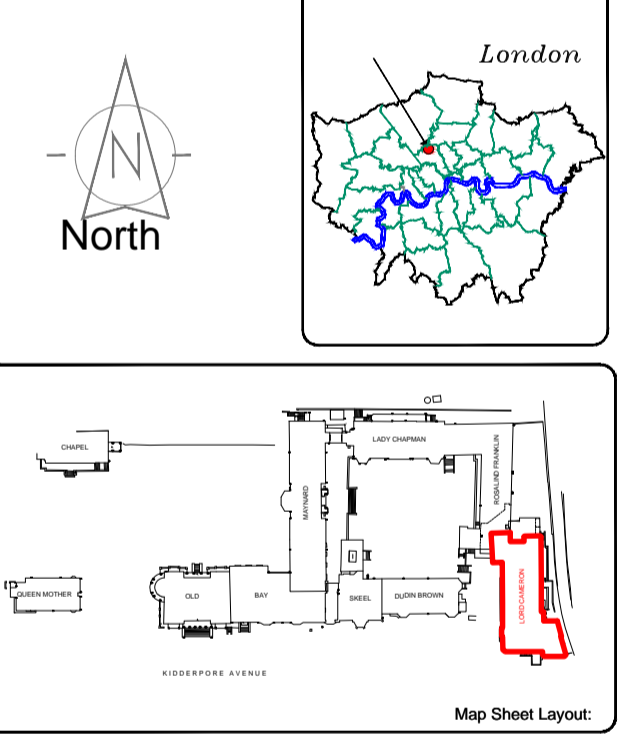 London
N
North
LADY CHAPMAN
CHAPEL
ROSALIND FRANKLIN
MAYNARD
QUEEN MOTHER
OLD
BAY
SKEEL
DUDIN BROWN
LORD CAMERON
KIDDERPORE AVENUE
Map Sheet Layout: